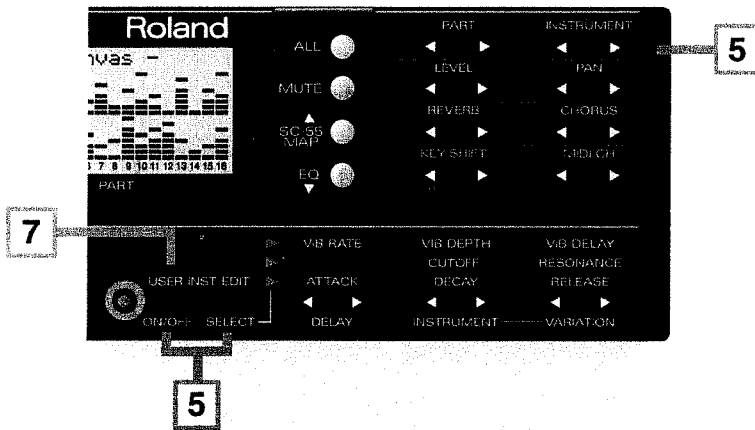 Roland
nvas –
ALL
PART
INSTRUMENT
5
LEVEL
PAN
MUTE
REVERB
CHORUS
SC-55
MAP
KEY SHIFT
MIDI CH
EQ
6 7 8 9 10 11 12 13 14 15 16
PART
7
VIB RATE
VIB DEPTH
VIB DELAY
CUTOFF
RESONANCE
USER INST EDIT
ATTACK
DECAY
RELEASE
ON/OFF
SELECT
DELAY
INSTRUMENT
VARIATION
5